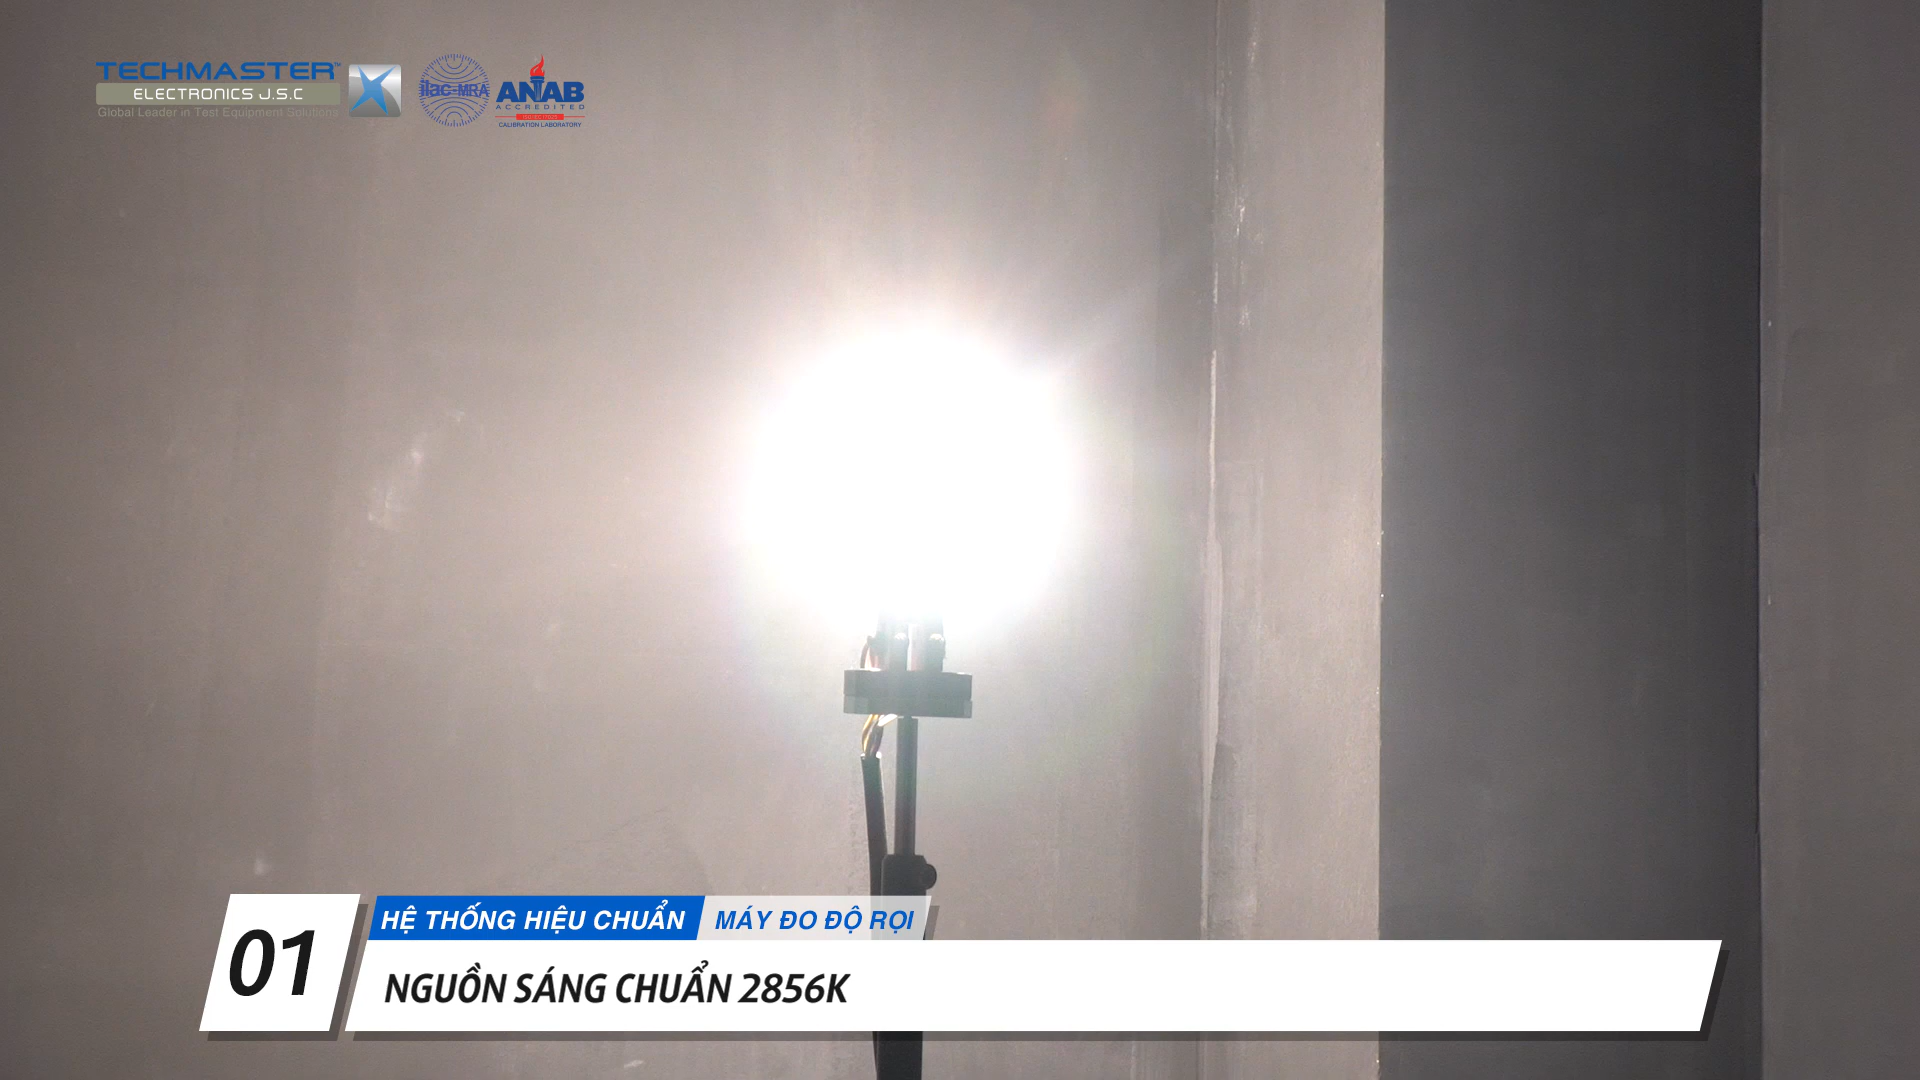 TECHMASTER™
ELECTRONICS J.S.C
Global Leader in Test Equipment Solutions
ilac-MRA
ANAB
ACCREDITED
CALIBRATION LABORATORY
01
HỆ THỐNG HIỆU CHUẨN
MÁY ĐO ĐỘ RỌI
NGUỒN SÁNG CHUẨN 2856K